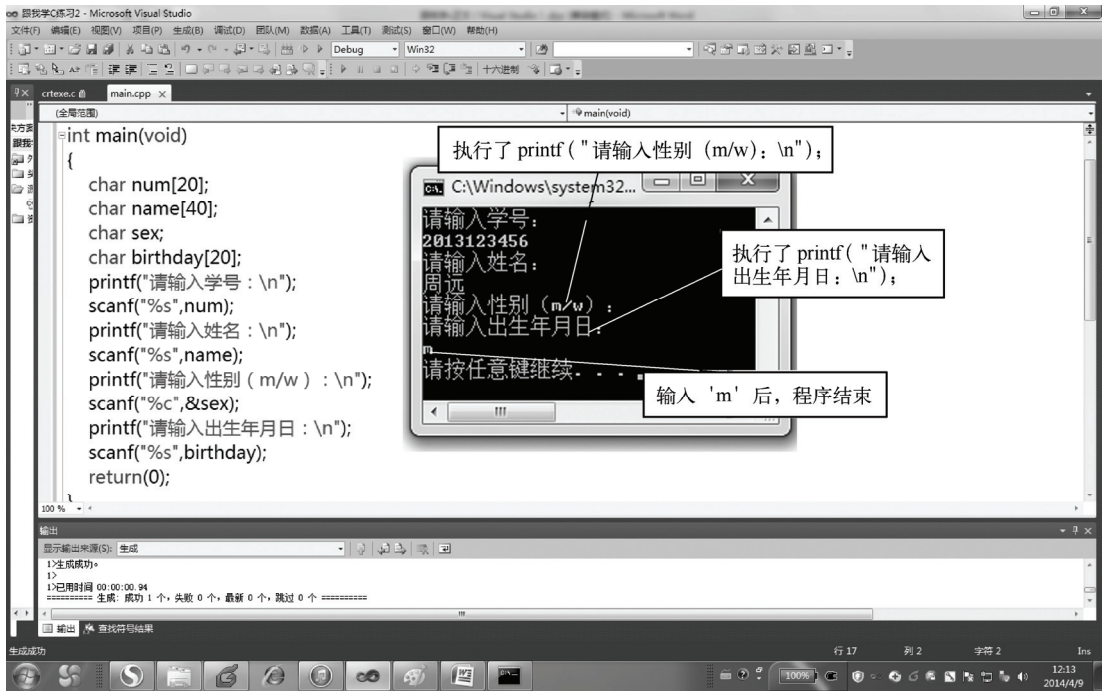 跟我学C练习2 - Microsoft Visual Studio
文件(F) 编辑(E) 视图(V) 项目(P) 生成(B) 调试(D) 团队(M) 数据(A) 工具(T) 测试(S) 窗口(W) 帮助(H)
Debug Win32
十六进制
crtexe.c main.cpp
(全局范围) main(void)
int main(void)
{
char num[20];
char name[40];
char sex;
char birthday[20];
printf("请输入学号：\n");
scanf("%s",num);
printf("请输入姓名：\n");
scanf("%s",name);
printf("请输入性别（m/w）：\n");
scanf("%c",&sex);
printf("请输入出生年月日：\n");
scanf("%s",birthday);
return(0);
}
执行了 printf ( "请输入性别（m/w）：\n");
C:\Windows\system32...
请输入学号：
2013123456
请输入姓名：
周远
请输入性别（m/w）：
请输入出生年月日：
m
请按任意键继续. . .
执行了 printf ( "请输入
出生年月日：\n");
输入 'm' 后，程序结束
100 %
输出
显示输出来源(S): 生成
1>生成成功。
1>
1>已用时间 00:00:00.94
========== 生成: 成功 1 个，失败 0 个，最新 0 个，跳过 0 个 ==========
输出 查找符号结果
生成成功 行 17 列 2 字符 2 Ins
100%
12:13
2014/4/9